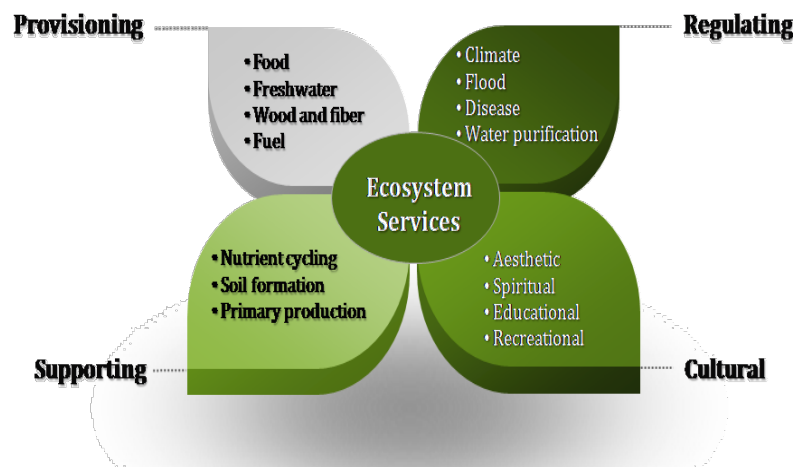 Provisioning
• Food
• Freshwater
• Wood and fiber
• Fuel
Regulating
• Climate
• Flood
• Disease
• Water purification
Ecosystem
Services
Supporting
• Nutrient cycling
• Soil formation
• Primary production
Cultural
• Aesthetic
• Spiritual
• Educational
• Recreational